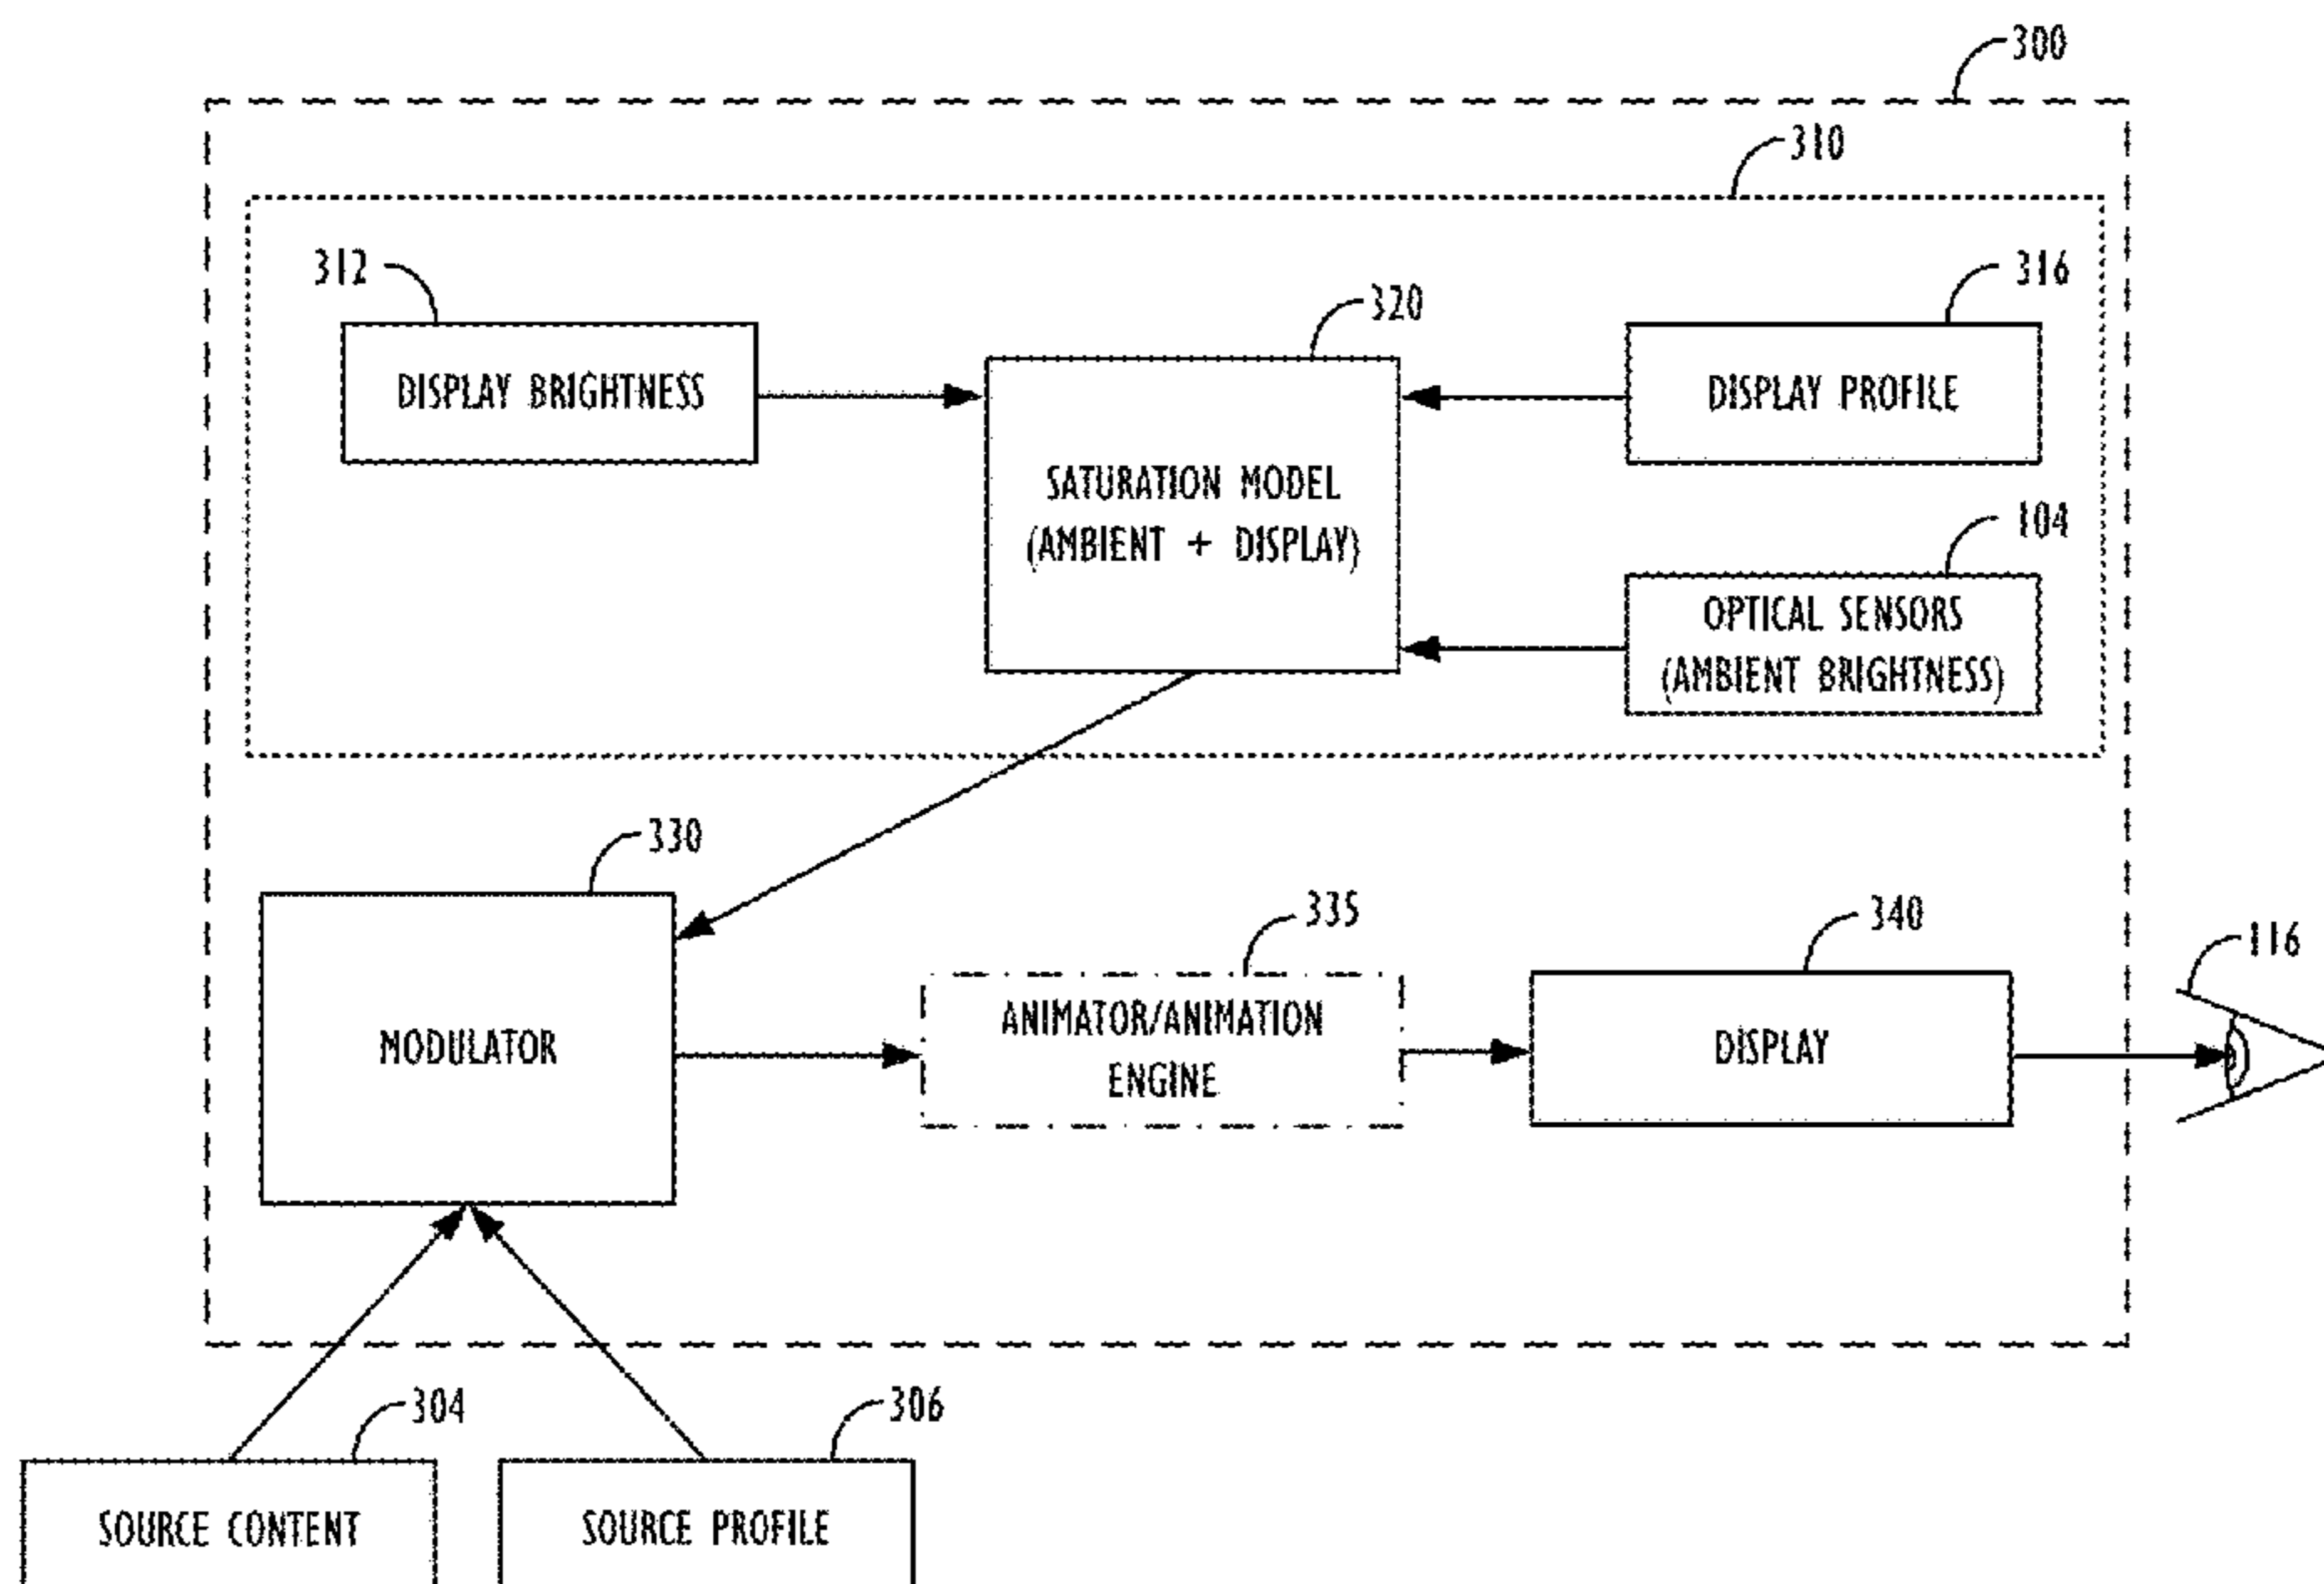 300
310
312
316
320
DISPLAY BRIGHTNESS
DISPLAY PROFILE
SATURATION MODEL
(AMBIENT + DISPLAY)
104
OPTICAL SENSORS
(AMBIENT BRIGHTNESS)
330
335
340
116
MODULATOR
ANIMATOR/ANIMATION
ENGINE
DISPLAY
304
306
SOURCE CONTENT
SOURCE PROFILE